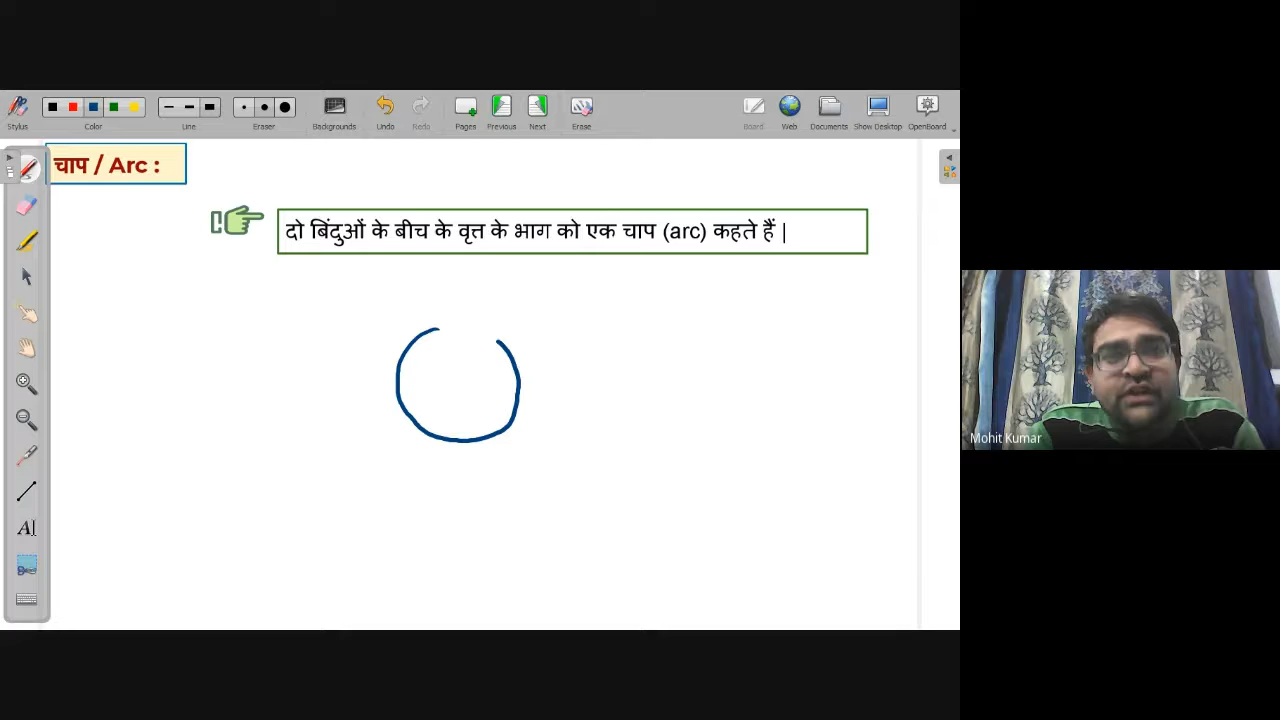 Stylus
Color
Line
Eraser
Backgrounds
Undo
Redo
Pages
Previous
Next
Erase
Board
Web
Documents
Show Desktop
OpenBoard
चाप / Arc :
दो बिंदुओं के बीच के वृत्त के भाग को एक चाप (arc) कहते हैं |
A
Mohit Kumar